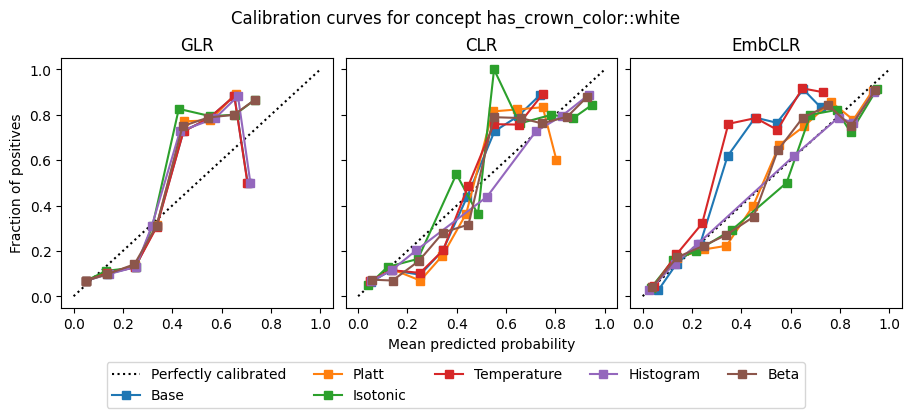 Calibration curves for concept has_crown_color::white
GLR
CLR
EmbCLR
Fraction of positives
1.0
0.8
0.6
0.4
0.2
0.0
0.0 0.2 0.4 0.6 0.8 1.0
0.0 0.2 0.4 0.6 0.8 1.0
0.0 0.2 0.4 0.6 0.8 1.0
Mean predicted probability
Perfectly calibrated Platt Temperature Histogram Beta
Base Isotonic